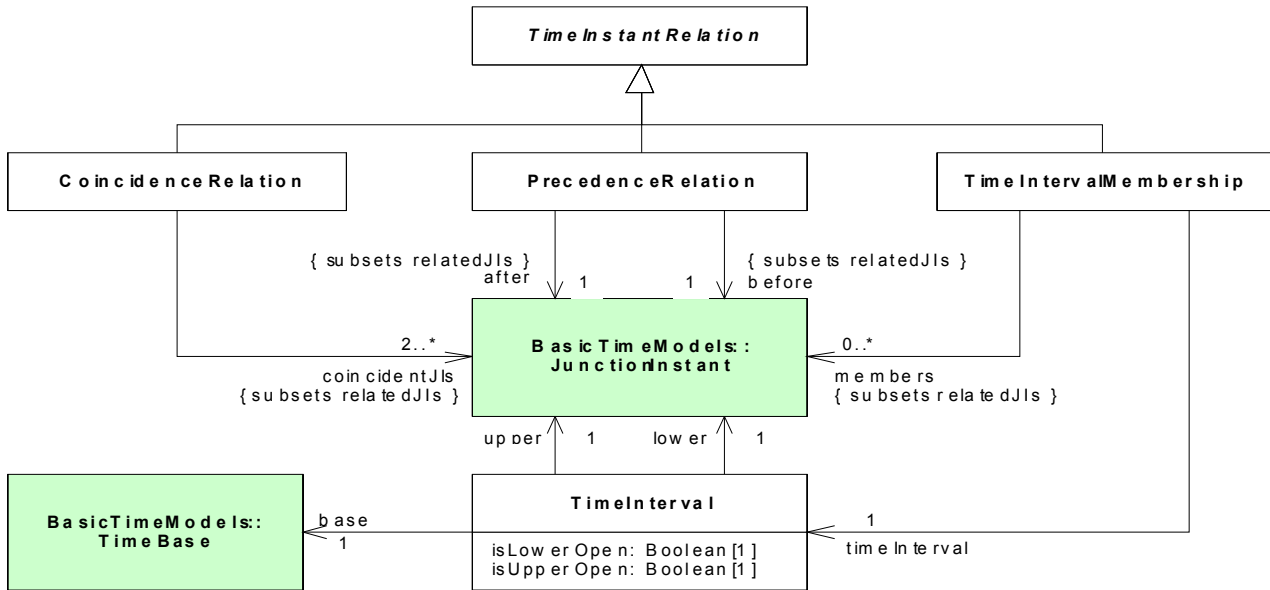 TimeInstantRelation
CoincidenceRelation
PrecedenceRelation
TimeIntervalMembership
{ subsets relatedJIs }
after
1
1
{ subsets relatedJIs }
before
2..*
coincidentJIs
{subsets relatedJIs }
BasicTimeModels::
JunctionInstant
0..*
members
{ subsets relatedJIs }
upper
1
lower
1
BasicTimeModels::
TimeBase
base
1
TimeInterval
isLowerOpen: Boolean[1]
isUpperOpen: Boolean[1]
1
timeInterval